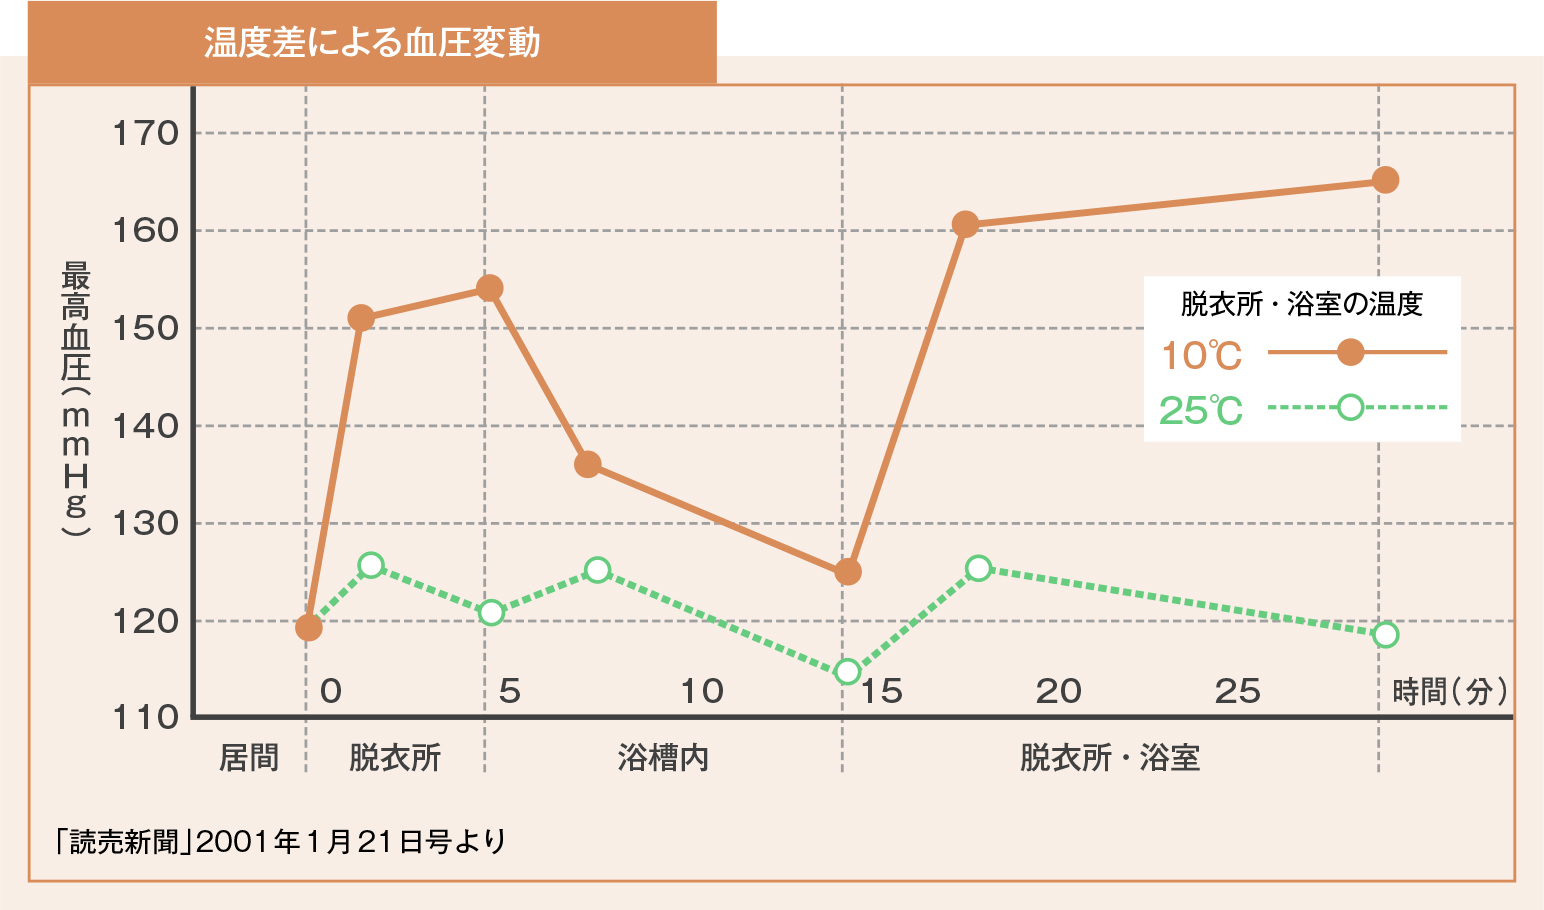 温度差による血圧変動
最高血圧(mmHg)
170
160
150
140
130
120
110
脱衣所・浴室の温度
10℃
25℃
0 5 10 15 20 25 時間(分)
居間 脱衣所 浴槽内 脱衣所・浴室
「読売新聞」2001年1月21日号より